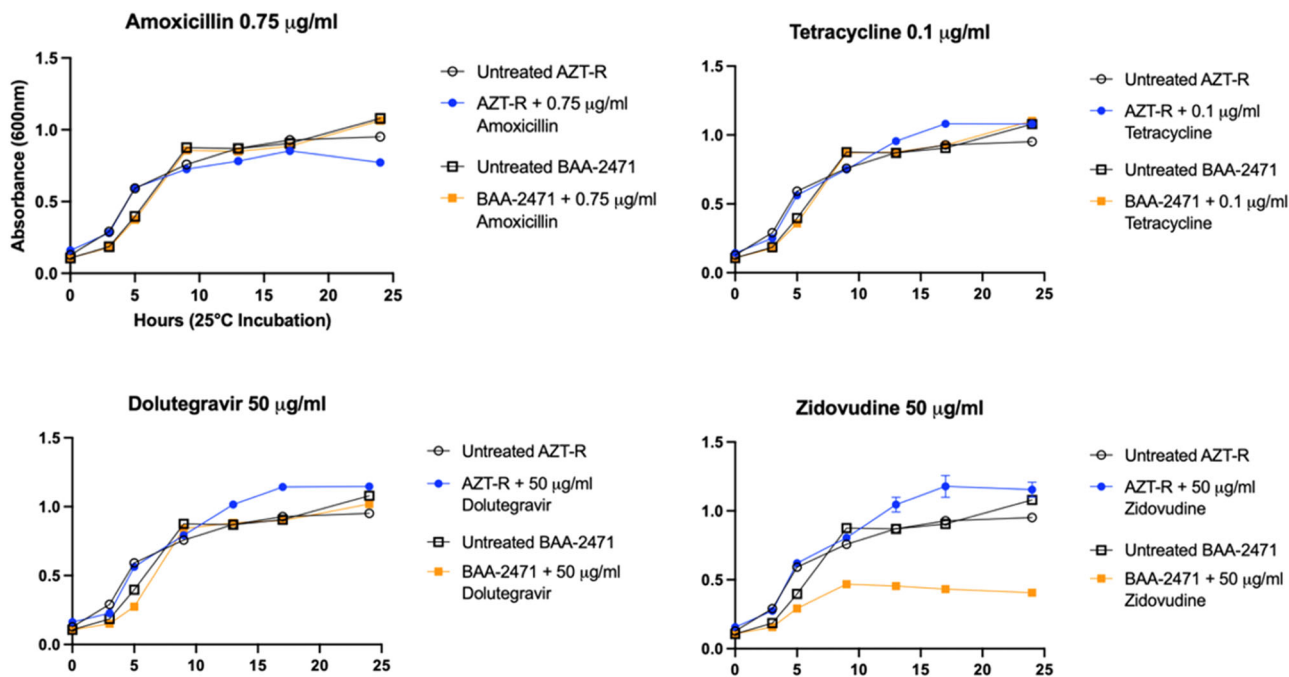 Amoxicillin 0.75 μg/ml
1.5
1.0
0.5
0.0
Absorbance (600nm)
0 5 10 15 20 25
Hours (25°C Incubation)
Untreated AZT-R
AZT-R + 0.75 μg/ml
Amoxicillin
Untreated BAA-2471
BAA-2471 + 0.75 μg/ml
Amoxicillin
Tetracycline 0.1 μg/ml
1.5
1.0
0.5
0.0
0 5 10 15 20 25
Untreated AZT-R
AZT-R + 0.1 μg/ml
Tetracycline
Untreated BAA-2471
BAA-2471 + 0.1 μg/ml
Tetracycline
Dolutegravir 50 μg/ml
1.5
1.0
0.5
0.0
0 5 10 15 20 25
Untreated AZT-R
AZT-R + 50 μg/ml
Dolutegravir
Untreated BAA-2471
BAA-2471 + 50 μg/ml
Dolutegravir
Zidovudine 50 μg/ml
1.5
1.0
0.5
0.0
0 5 10 15 20 25
Untreated AZT-R
AZT-R + 50 μg/ml
Zidovudine
Untreated BAA-2471
BAA-2471 + 50 μg/ml
Zidovudine